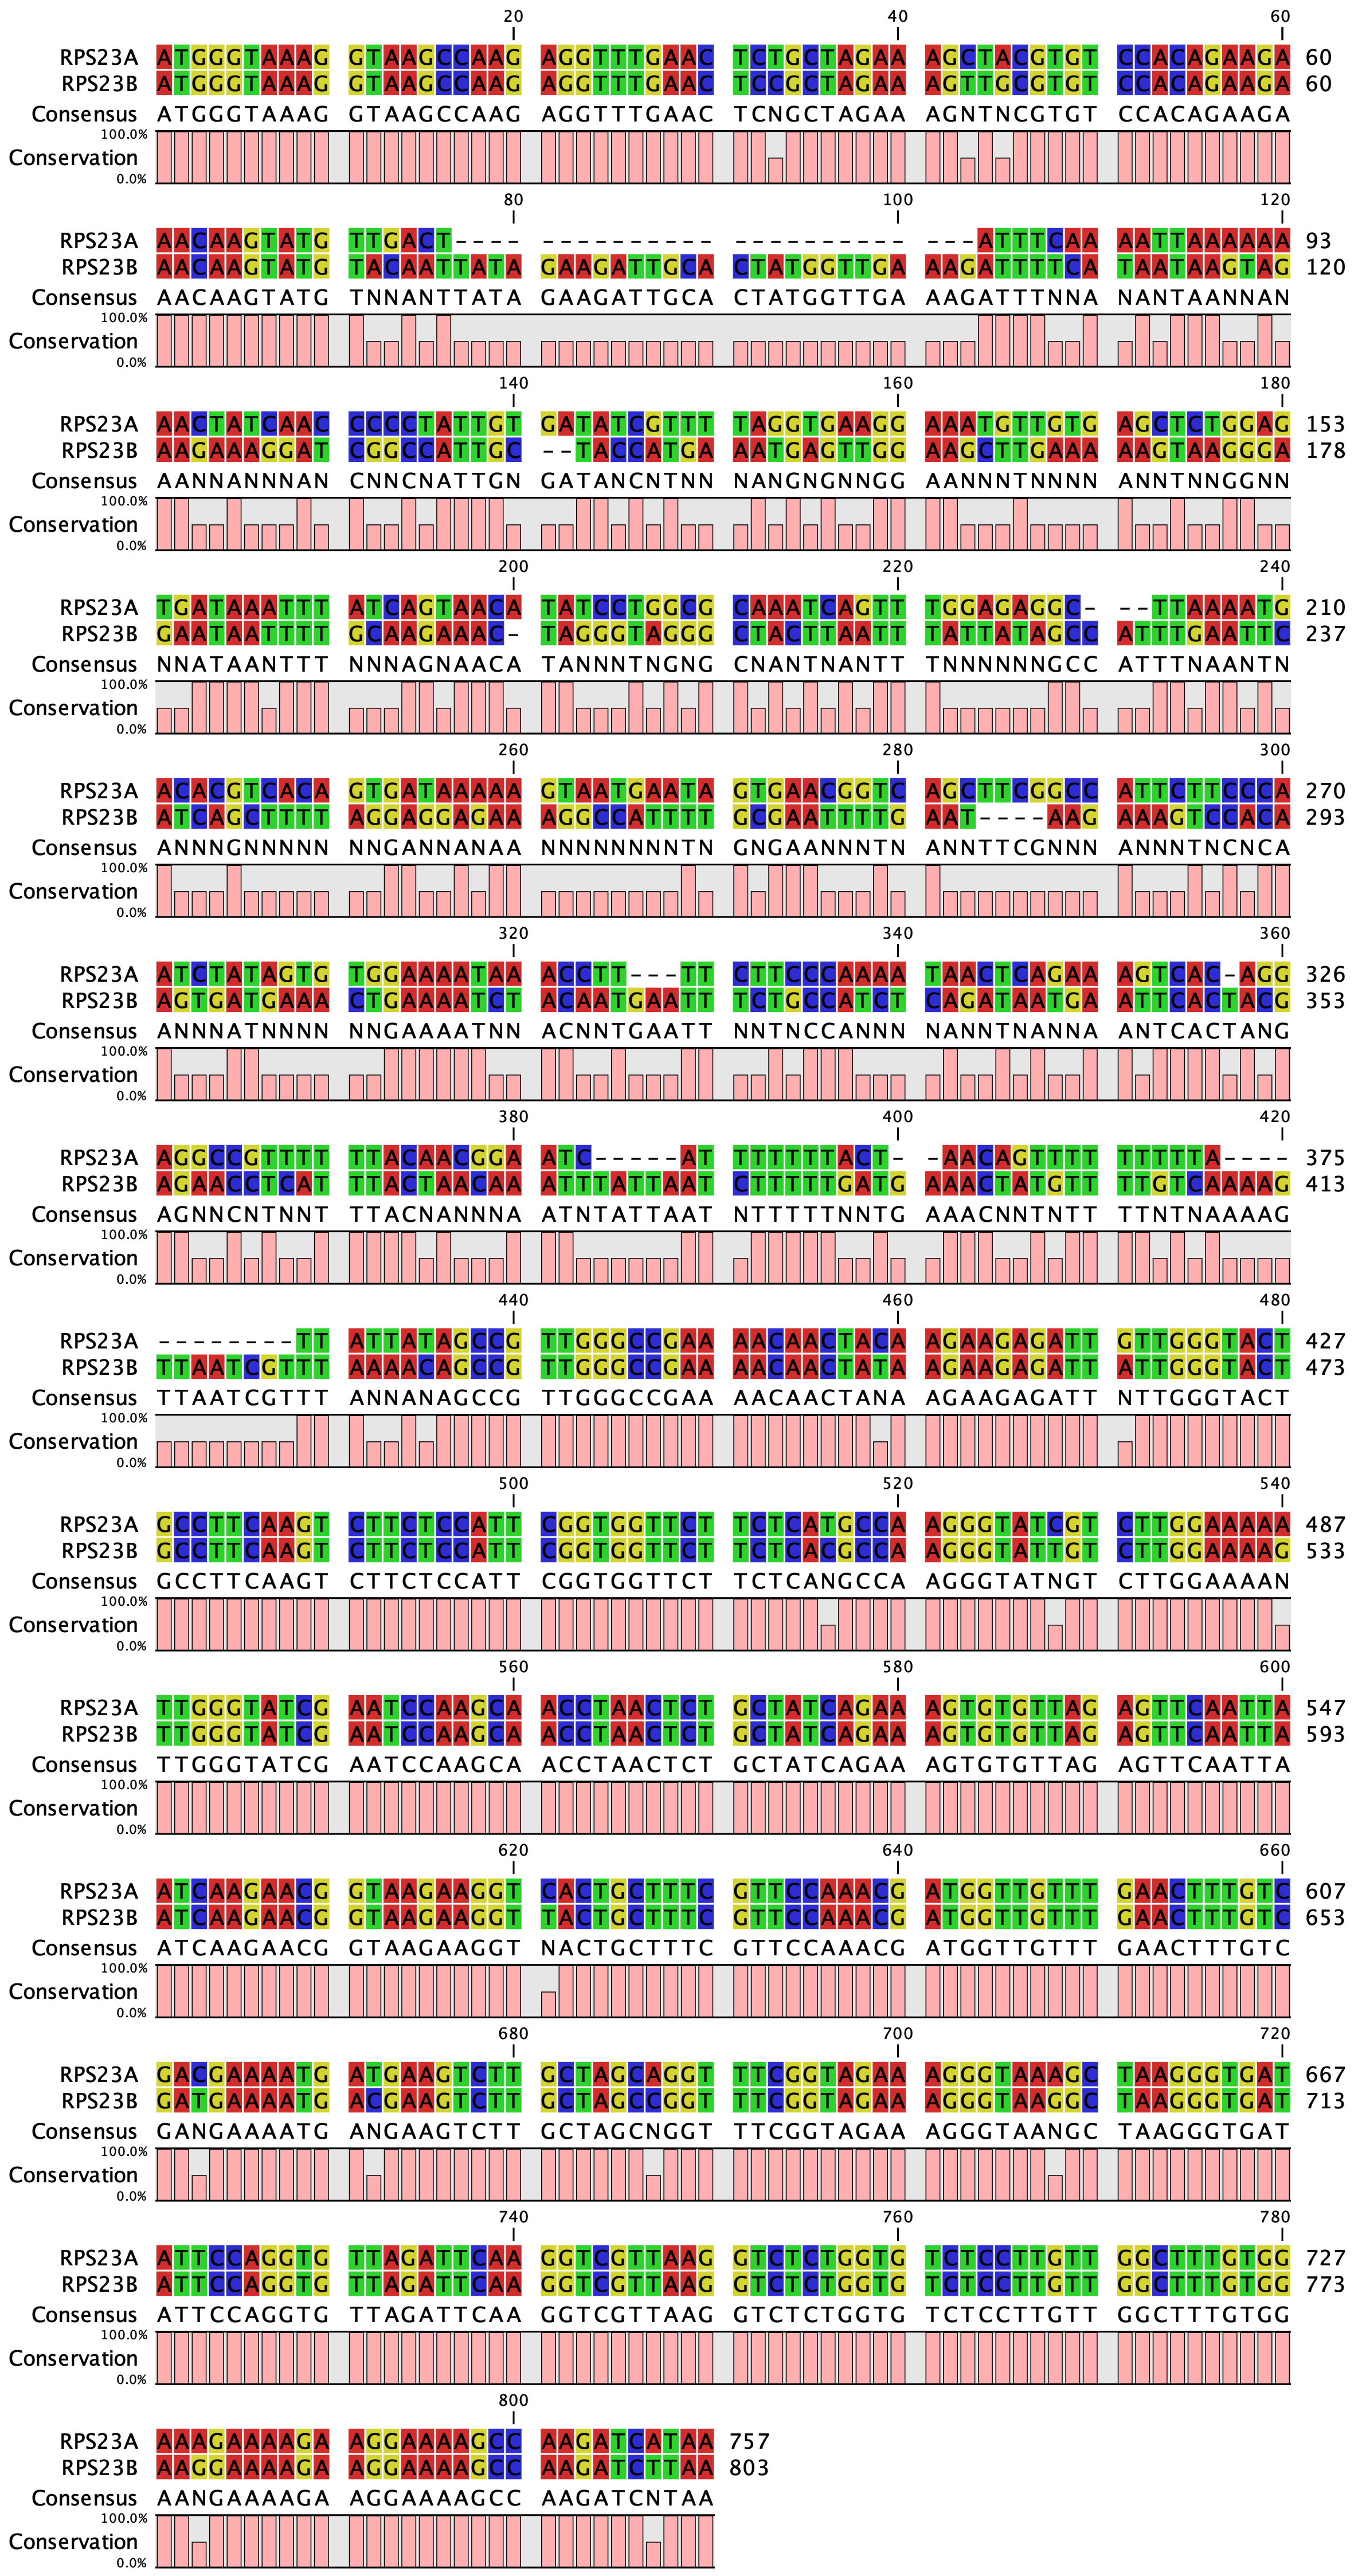 20 40 60
RPS23A ATGGGTAAAG GTAAGCCAAG AGGTTTGAAC TCTGCTAGAA AGCTACGTGT CCACAGAAGA 60
RPS23B ATGGGTAAAG GTAAGCCAAG AGGTTTGAAC TCCGCTAGAA AGTTGCGTGT CCACAGAAGA 60
Consensus ATGGGTAAAG GTAAGCCAAG AGGTTTGAAC TCNGCTAGAA AGNTNCGTGT CCACAGAAGA
100.0%
Conservation
0.0%
80 100 120
RPS23A AACAAGTATG TTGACT---- ---------- ---------- ---ATTTCAA AATTAAAAAA 93
RPS23B AACAAGTATG TACAATTATA GAAGATTGCA CTATGGTTGA AAGATTTTCA TAATAAGTAG 120
Consensus AACAAGTATG TNNANTTATA GAAGATTGCA CTATGGTTGA AAGATTTNNA NANTAANNAN
100.0%
Conservation
0.0%
140 160 180
RPS23A AACTATCAAC CCCCTATTGT GATATCGTTT TAGGTGAAGG AAATGTTGTG AGCTCTGGAG 153
RPS23B AAGAAAGGAT CGGCCATTGC --TACCATGA AATGAGTTGG AAGCTTGAAA AAGTAAGGGA 178
Consensus AANNANNNAN CNNCNATTGN GATANCNTNN NANGNGNNGG AANNNTNNNN ANNTNNGGNN
100.0%
Conservation
0.0%
200 220 240
RPS23A TGATAAATTT ATCAGTAACA TATCCTGGCG CAAATCAGTT TGGAGAGGC- --TTAAAATG 210
RPS23B GAATAATTTT GCAAGAAAC- TAGGGTAGGG CTACTTAATT TATTATAGCC ATTTGAATTC 237
Consensus NNATAANTTT NNNAGNAACA TANNNTNGNG CNANTNANTT TNNNNNNGCC ATTTNAANTN
100.0%
Conservation
0.0%
260 280 300
RPS23A ACACGTCACA GTGATAAAAA GTAATGAATA GTGAACGGTC AGCTTCGGCC ATTCTTCCCA 270
RPS23B ATCAGCTTTT AGGAGGAGAA AGGCCATTTT GCGAATTTTG AAT----AAG AAAGTCCACA 293
Consensus ANNNGNNNNN NNGANNANAA NNNNNNNNTN GNGAANNNTN ANNTTCGNNN ANNNTNCNCA
100.0%
Conservation
0.0%
320 340 360
RPS23A ATCTATAGTG TGGAAAATAA ACCTT---TT CTTCCCAAAA TAACTCAGAA AGTCAC-AGG 326
RPS23B AGTGATGAAA CTGAAAATCT ACAATGAATT TCTGCCATCT CAGATAATGA ATTCACTACG 353
Consensus ANNNATNNNN NNGAAAATNN ACNNTGAATT NNTNCCANNN NANNTNANNA ANTCACTANG
100.0%
Conservation
0.0%
380 400 420
RPS23A AGGCCGTTTT TTACAACGGA ATC-----AT TTTTTTACT- -AACAGTTTT TTTTTA---- 375
RPS23B AGAACCTCAT TTACTAACAA ATTTATTAAT CTTTTTGATG AAACTATGTT TTGTCAAAAG 413
Consensus AGNNCNTNNT TTACNANNNA ATNTATTAAT NTTTTTNNTG AAACNNTNTT TTNTNAAAAG
100.0%
Conservation
0.0%
440 460 480
RPS23A --------TT ATTATAGCCG TTGGGCCGAA AACAACTACA AGAAGAGATT GTTGGGTACT 427
RPS23B TTAATCGTTT AAAACAGCCG TTGGGCCGAA AACAACTATA AGAAGAGATT ATTGGGTACT 473
Consensus TTAATCGTTT ANNANAGCCG TTGGGCCGAA AACAACTANA AGAAGAGATT NTTGGGTACT
100.0%
Conservation
0.0%
500 520 540
RPS23A GCCTTCAAGT CTTCTCCATT CGGTGGTTCT TCTCATGCCA AGGGTATCGT CTTGGAAAAA 487
RPS23B GCCTTCAAGT CTTCTCCATT CGGTGGTTCT TCTCACGCCA AGGGTATTGT CTTGGAAAAG 533
Consensus GCCTTCAAGT CTTCTCCATT CGGTGGTTCT TCTCANGCCA AGGGTATNGT CTTGGAAAAN
100.0%
Conservation
0.0%
560 580 600
RPS23A TTGGGTATCG AATCCAAGCA ACCTAACTCT GCTATCAGAA AGTGTGTTAG AGTTCAATTA 547
RPS23B TTGGGTATCG AATCCAAGCA ACCTAACTCT GCTATCAGAA AGTGTGTTAG AGTTCAATTA 593
Consensus TTGGGTATCG AATCCAAGCA ACCTAACTCT GCTATCAGAA AGTGTGTTAG AGTTCAATTA
100.0%
Conservation
0.0%
620 640 660
RPS23A ATCAAGAACG GTAAGAAGGT CACTGCTTTC GTTCCAAACG ATGGTTGTTT GAACTTTGTC 607
RPS23B ATCAAGAACG GTAAGAAGGT TACTGCTTTC GTTCCAAACG ATGGTTGTTT GAACTTTGTC 653
Consensus ATCAAGAACG GTAAGAAGGT NACTGCTTTC GTTCCAAACG ATGGTTGTTT GAACTTTGTC
100.0%
Conservation
0.0%
680 700 720
RPS23A GACGAAAATG ATGAAGTCTT GCTAGCAGGT TTCGGTAGAA AGGGTAAAGC TAAGGGTGAT 667
RPS23B GATGAAAATG ACGAAGTCTT GCTAGCCGGT TTCGGTAGAA AGGGTAAGGC TAAGGGTGAT 713
Consensus GANGAAAATG ANGAAGTCTT GCTAGCNGGT TTCGGTAGAA AGGGTAANGC TAAGGGTGAT
100.0%
Conservation
0.0%
740 760 780
RPS23A ATTCCAGGTG TTAGATTCAA GGTCGTTAAG GTCTCTGGTG TCTCCTTGTT GGCTTTGTGG 727
RPS23B ATTCCAGGTG TTAGATTCAA GGTCGTTAAG GTCTCTGGTG TCTCCTTGTT GGCTTTGTGG 773
Consensus ATTCCAGGTG TTAGATTCAA GGTCGTTAAG GTCTCTGGTG TCTCCTTGTT GGCTTTGTGG
100.0%
Conservation
0.0%
800
RPS23A AAAGAAAAGA AGGAAAAGCC AAGATCATAA 757
RPS23B AAGGAAAAGA AGGAAAAGCC AAGATCTTAA 803
Consensus AANGAAAAGA AGGAAAAGCC AAGATCNTAA
100.0%
Conservation
0.0%